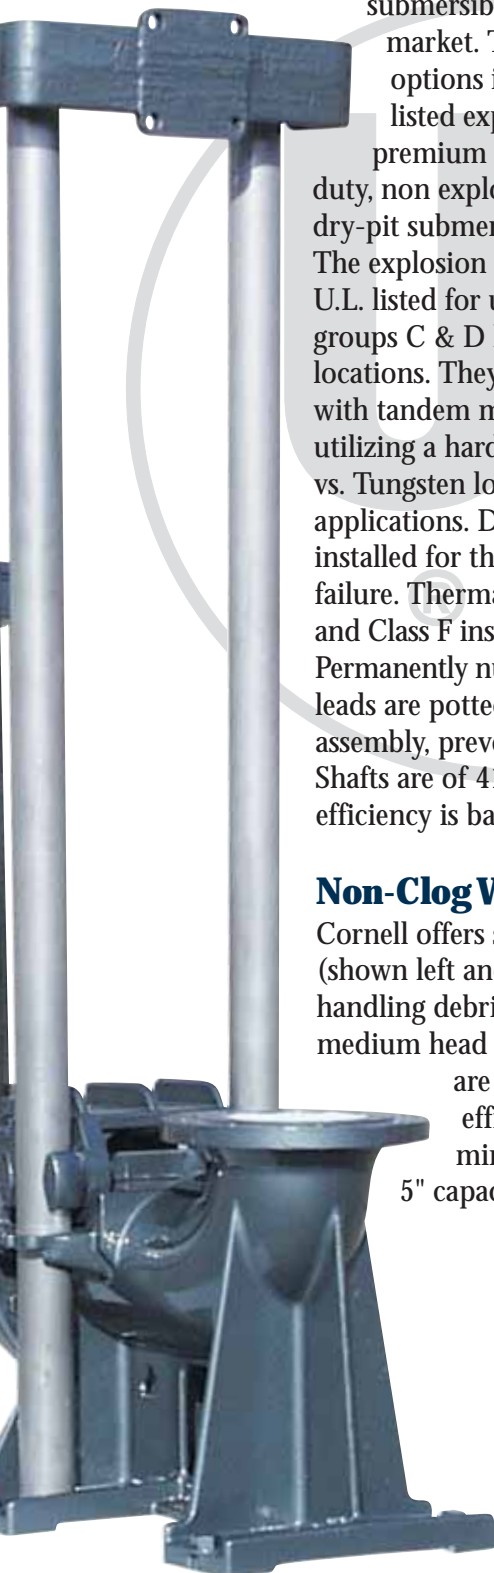 submersib
market. T
options i
listed exp
premium
duty, non explo
dry-pit submer
The explosion
U.L. listed for u
groups C & D
locations. They
with tandem m
utilizing a hard
vs. Tungsten lo
applications. D
installed for th
failure. Therma
and Class F ins
Permanently nu
leads are potte
assembly, preve
Shafts are of 41
efficiency is ba
Non-Clog V
Cornell offers s
(shown left an
handling debri
medium head
are
eff
min
5" capac
®